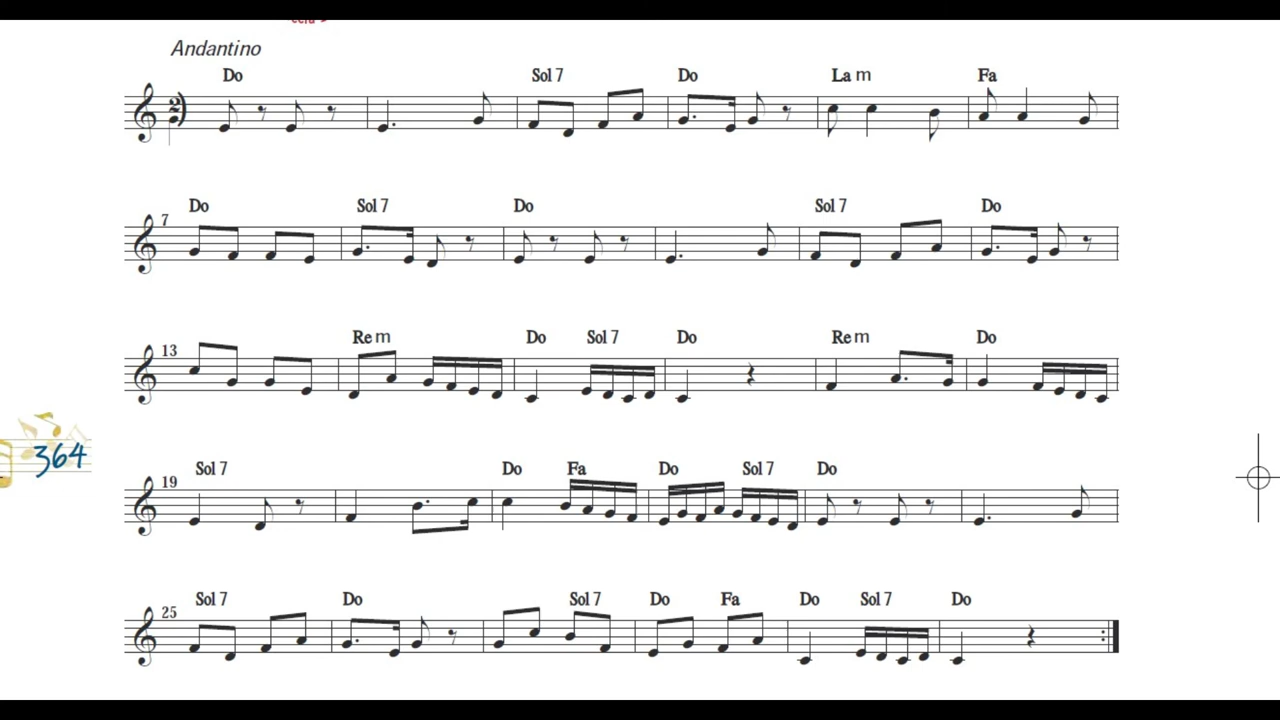 Andantino
Do Sol 7 Do La m Fa
2
7
Do Sol 7 Do Sol 7 Do
13
Re m Do Sol 7 Do Re m Do
364
19
Sol 7 Do Fa Do Sol 7 Do
25
Sol 7 Do Sol 7 Do Fa Do Sol 7 Do